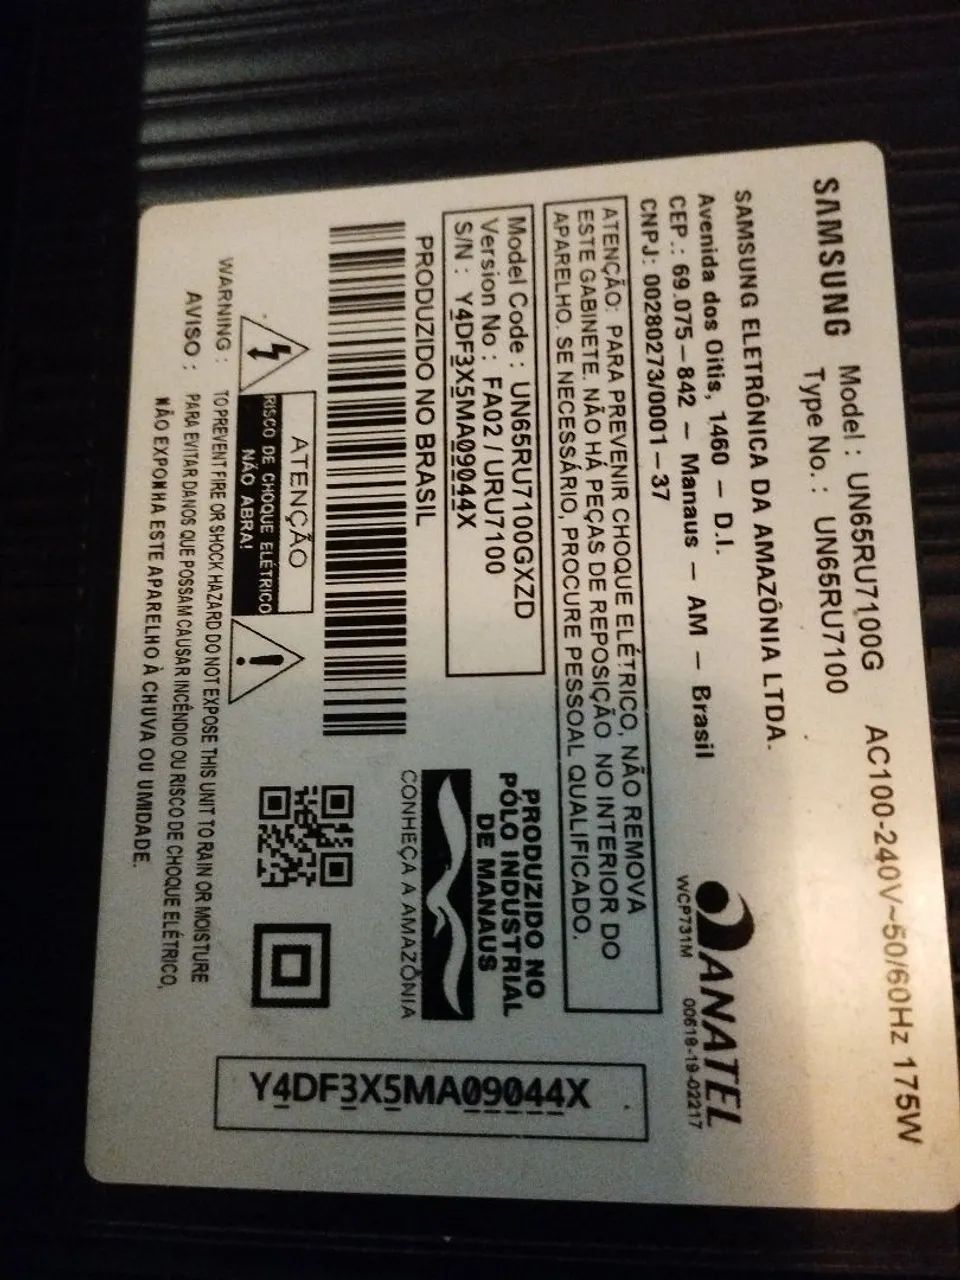 SAMSUNG Model : UN65RU7100G AC100-240V~50/60Hz 175W
Type No. : UN65RU7100
SAMSUNG ELETRÔNICA DA AMAZÔNIA LTDA.
Avenida dos Oitis, 1460 – D.I.
CEP.: 69.075–842 – Manaus – AM – Brasil
CNPJ: 00280273/0001–37
ANATEL
WCP731M 00619-19-02217
ATENÇÃO: PARA PREVENIR CHOQUE ELÉTRICO, NÃO REMOVA
ESTE GABINETE. NÃO HÁ PEÇAS DE REPOSIÇÃO NO INTERIOR DO
APARELHO. SE NECESSÁRIO, PROCURE PESSOAL QUALIFICADO.
Model Code : UN65RU7100GXZD
Version No : FA02 / URU7100
S/N : Y4DF3X5MA09044X
PRODUZIDO NO BRASIL
PRODUZIDO NO
PÓLO INDUSTRIAL
DE MANAUS
CONHEÇA A AMAZÔNIA
ATENÇÃO
RISCO DE CHOQUE ELÉTRICO
NÃO ABRA!
WARNING : TO PREVENT FIRE OR SHOCK HAZARD DO NOT EXPOSE THIS UNIT TO RAIN OR MOISTURE
AVISO : PARA EVITAR DANOS QUE POSSAM CAUSAR INCÊNDIO OU RISCO DE CHOQUE ELÉTRICO,
NÃO EXPONHA ESTE APARELHO À CHUVA OU UMIDADE.
Y4DF3X5MA09044X